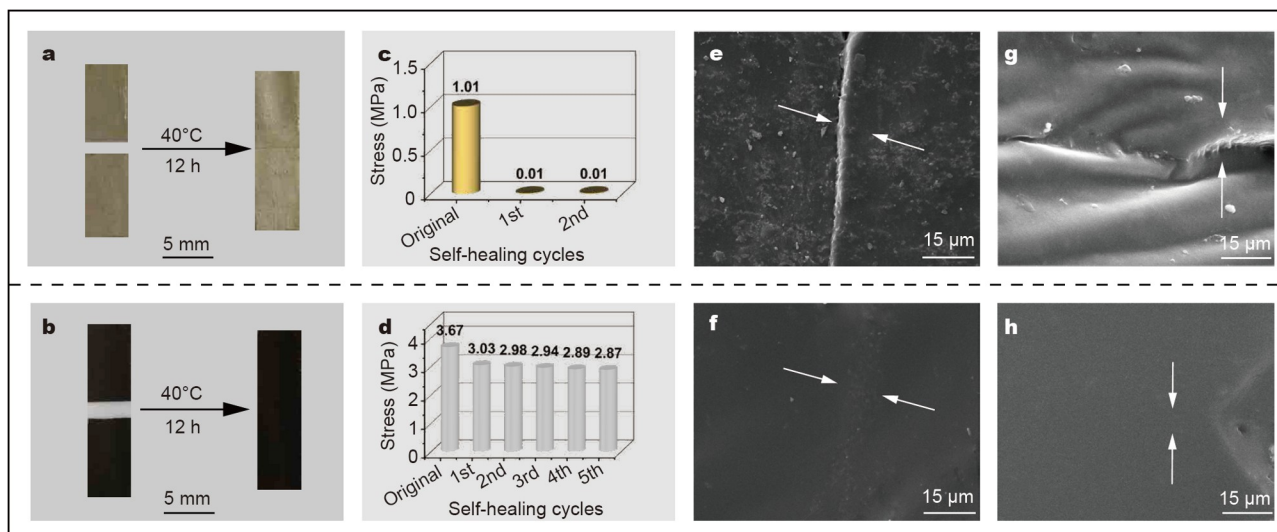 a
40°C
12 h
5 mm
c
Stress (MPa)
1.5
1.0
0.5
0
1.01
0.01
0.01
Original
1st
2nd
Self-healing cycles
e
15 µm
g
15 µm
b
40°C
12 h
5 mm
d
Stress (MPa)
4
3
2
1
0
3.67
3.03 2.98 2.94 2.89 2.87
Original
1st
2nd
3rd
4th
5th
Self-healing cycles
f
15 µm
h
15 µm